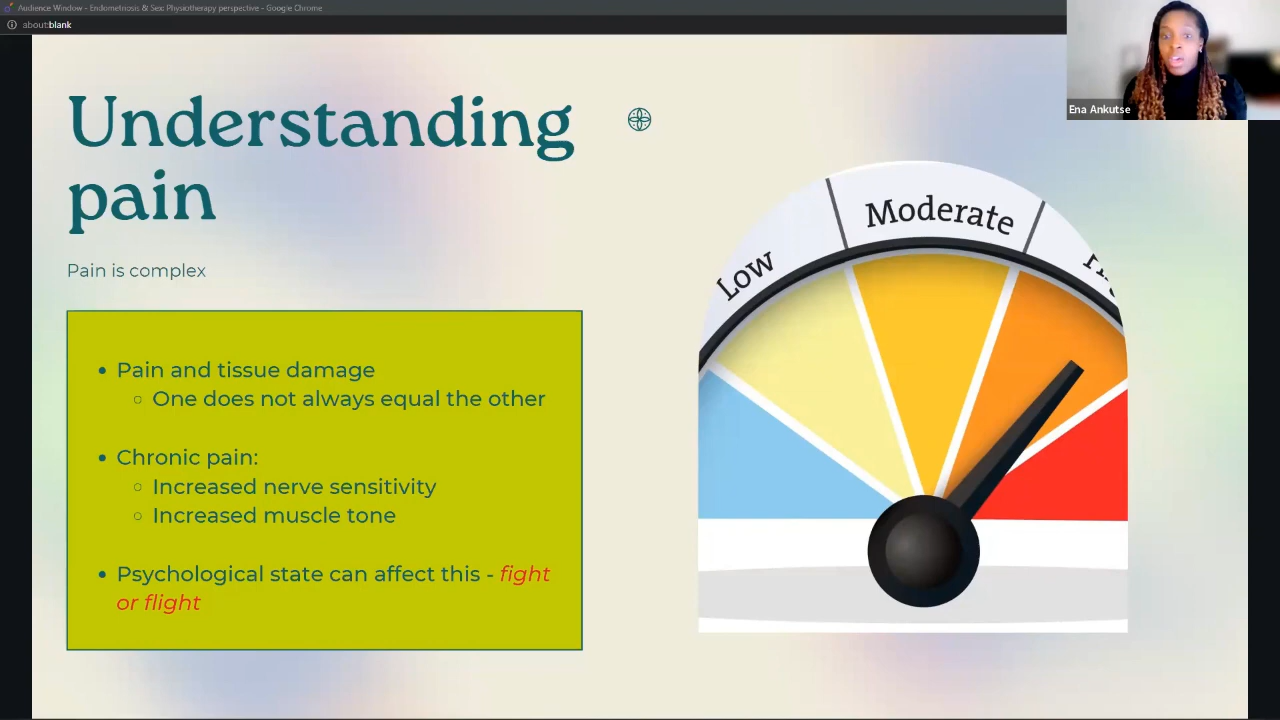 Audience Window - Endometriosis & Sex: Physiotherapy perspective - Google Chrome
about:blank
Ena Ankutse
Understanding
pain
Pain is complex
• Pain and tissue damage
○ One does not always equal the other
• Chronic pain:
○ Increased nerve sensitivity
○ Increased muscle tone
• Psychological state can affect this - fight
or flight
Low
Moderate